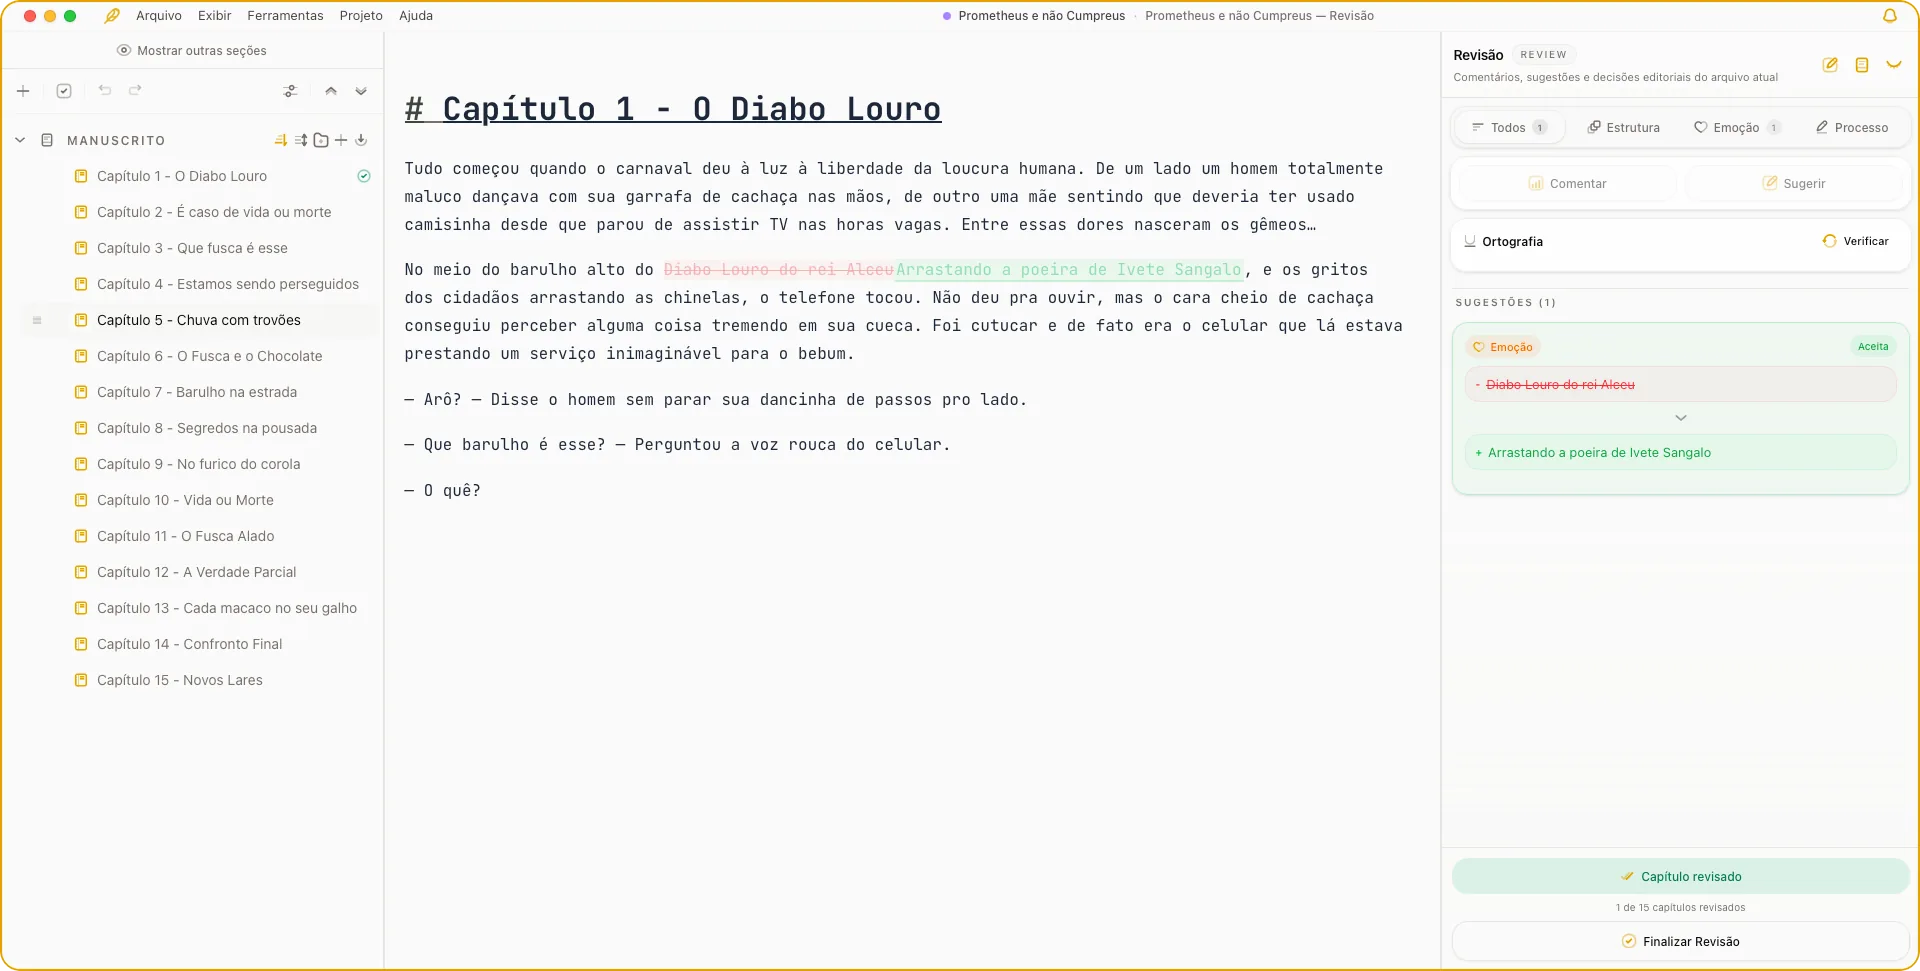 Arquivo Exibir Ferramentas Projeto Ajuda
Prometheus e não Cumpreus · Prometheus e não Cumpreus — Revisão
Mostrar outras seções
MANUSCRITO
Capítulo 1 - O Diabo Louro
Capítulo 2 - É caso de vida ou morte
Capítulo 3 - Que fusca é esse
Capítulo 4 - Estamos sendo perseguidos
Capítulo 5 - Chuva com trovões
Capítulo 6 - O Fusca e o Chocolate
Capítulo 7 - Barulho na estrada
Capítulo 8 - Segredos na pousada
Capítulo 9 - No furico do corola
Capítulo 10 - Vida ou Morte
Capítulo 11 - O Fusca Alado
Capítulo 12 - A Verdade Parcial
Capítulo 13 - Cada macaco no seu galho
Capítulo 14 - Confronto Final
Capítulo 15 - Novos Lares
# Capítulo 1 - O Diabo Louro
Tudo começou quando o carnaval deu à luz à liberdade da loucura humana. De um lado um homem totalmente
maluco dançava com sua garrafa de cachaça nas mãos, de outro uma mãe sentindo que deveria ter usado
camisinha desde que parou de assistir TV nas horas vagas. Entre essas dores nasceram os gêmeos…
No meio do barulho alto do Diabo Louro do rei AlceuArrastando a poeira de Ivete Sangalo, e os gritos
dos cidadãos arrastando as chinelas, o telefone tocou. Não deu pra ouvir, mas o cara cheio de cachaça
conseguiu perceber alguma coisa tremendo em sua cueca. Foi cutucar e de fato era o celular que lá estava
prestando um serviço inimaginável para o bebum.
— Arô? — Disse o homem sem parar sua dancinha de passos pro lado.
— Que barulho é esse? — Perguntou a voz rouca do celular.
— O quê?
Revisão REVIEW
Comentários, sugestões e decisões editoriais do arquivo atual
Todos 1 Estrutura Emoção 1 Processo
Comentar Sugerir
Ortografia Verificar
SUGESTÕES (1)
Emoção Aceita
- Diabo Louro do rei Alceu
+ Arrastando a poeira de Ivete Sangalo
Capítulo revisado
1 de 15 capítulos revisados
Finalizar Revisão